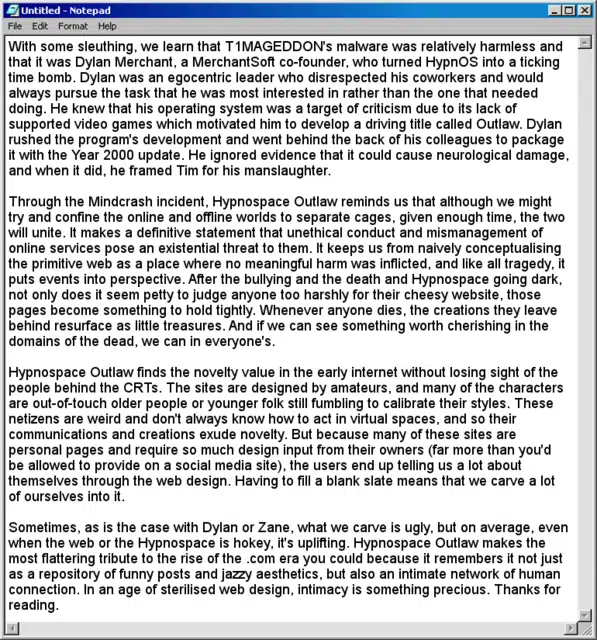 Untitled - Notepad
File Edit Format Help
With some sleuthing, we learn that T1MAGEDDON's malware was relatively harmless and
that it was Dylan Merchant, a MerchantSoft co-founder, who turned HypnOS into a ticking
time bomb. Dylan was an egocentric leader who disrespected his coworkers and would
always pursue the task that he was most interested in rather than the one that needed
doing. He knew that his operating system was a target of criticism due to its lack of
supported video games which motivated him to develop a driving title called Outlaw. Dylan
rushed the program's development and went behind the back of his colleagues to package
it with the Year 2000 update. He ignored evidence that it could cause neurological damage,
and when it did, he framed Tim for his manslaughter.
Through the Mindcrash incident, Hypnospace Outlaw reminds us that although we might
try and confine the online and offline worlds to separate cages, given enough time, the two
will unite. It makes a definitive statement that unethical conduct and mismanagement of
online services pose an existential threat to them. It keeps us from naively conceptualising
the primitive web as a place where no meaningful harm was inflicted, and like all tragedy, it
puts events into perspective. After the bullying and the death and Hypnospace going dark,
not only does it seem petty to judge anyone too harshly for their cheesy website, those
pages become something to hold tightly. Whenever anyone dies, the creations they leave
behind resurface as little treasures. And if we can see something worth cherishing in the
domains of the dead, we can in everyone's.
Hypnospace Outlaw finds the novelty value in the early internet without losing sight of the
people behind the CRTs. The sites are designed by amateurs, and many of the characters
are out-of-touch older people or younger folk still fumbling to calibrate their styles. These
netizens are weird and don't always know how to act in virtual spaces, and so their
communications and creations exude novelty. But because many of these sites are
personal pages and require so much design input from their owners (far more than you'd
be allowed to provide on a social media site), the users end up telling us a lot about
themselves through the web design. Having to fill a blank slate means that we carve a lot
of ourselves into it.
Sometimes, as is the case with Dylan or Zane, what we carve is ugly, but on average, even
when the web or the Hypnospace is hokey, it's uplifting. Hypnospace Outlaw makes the
most flattering tribute to the rise of the .com era you could because it remembers it not just
as a repository of funny posts and jazzy aesthetics, but also an intimate network of human
connection. In an age of sterilised web design, intimacy is something precious. Thanks for
reading.